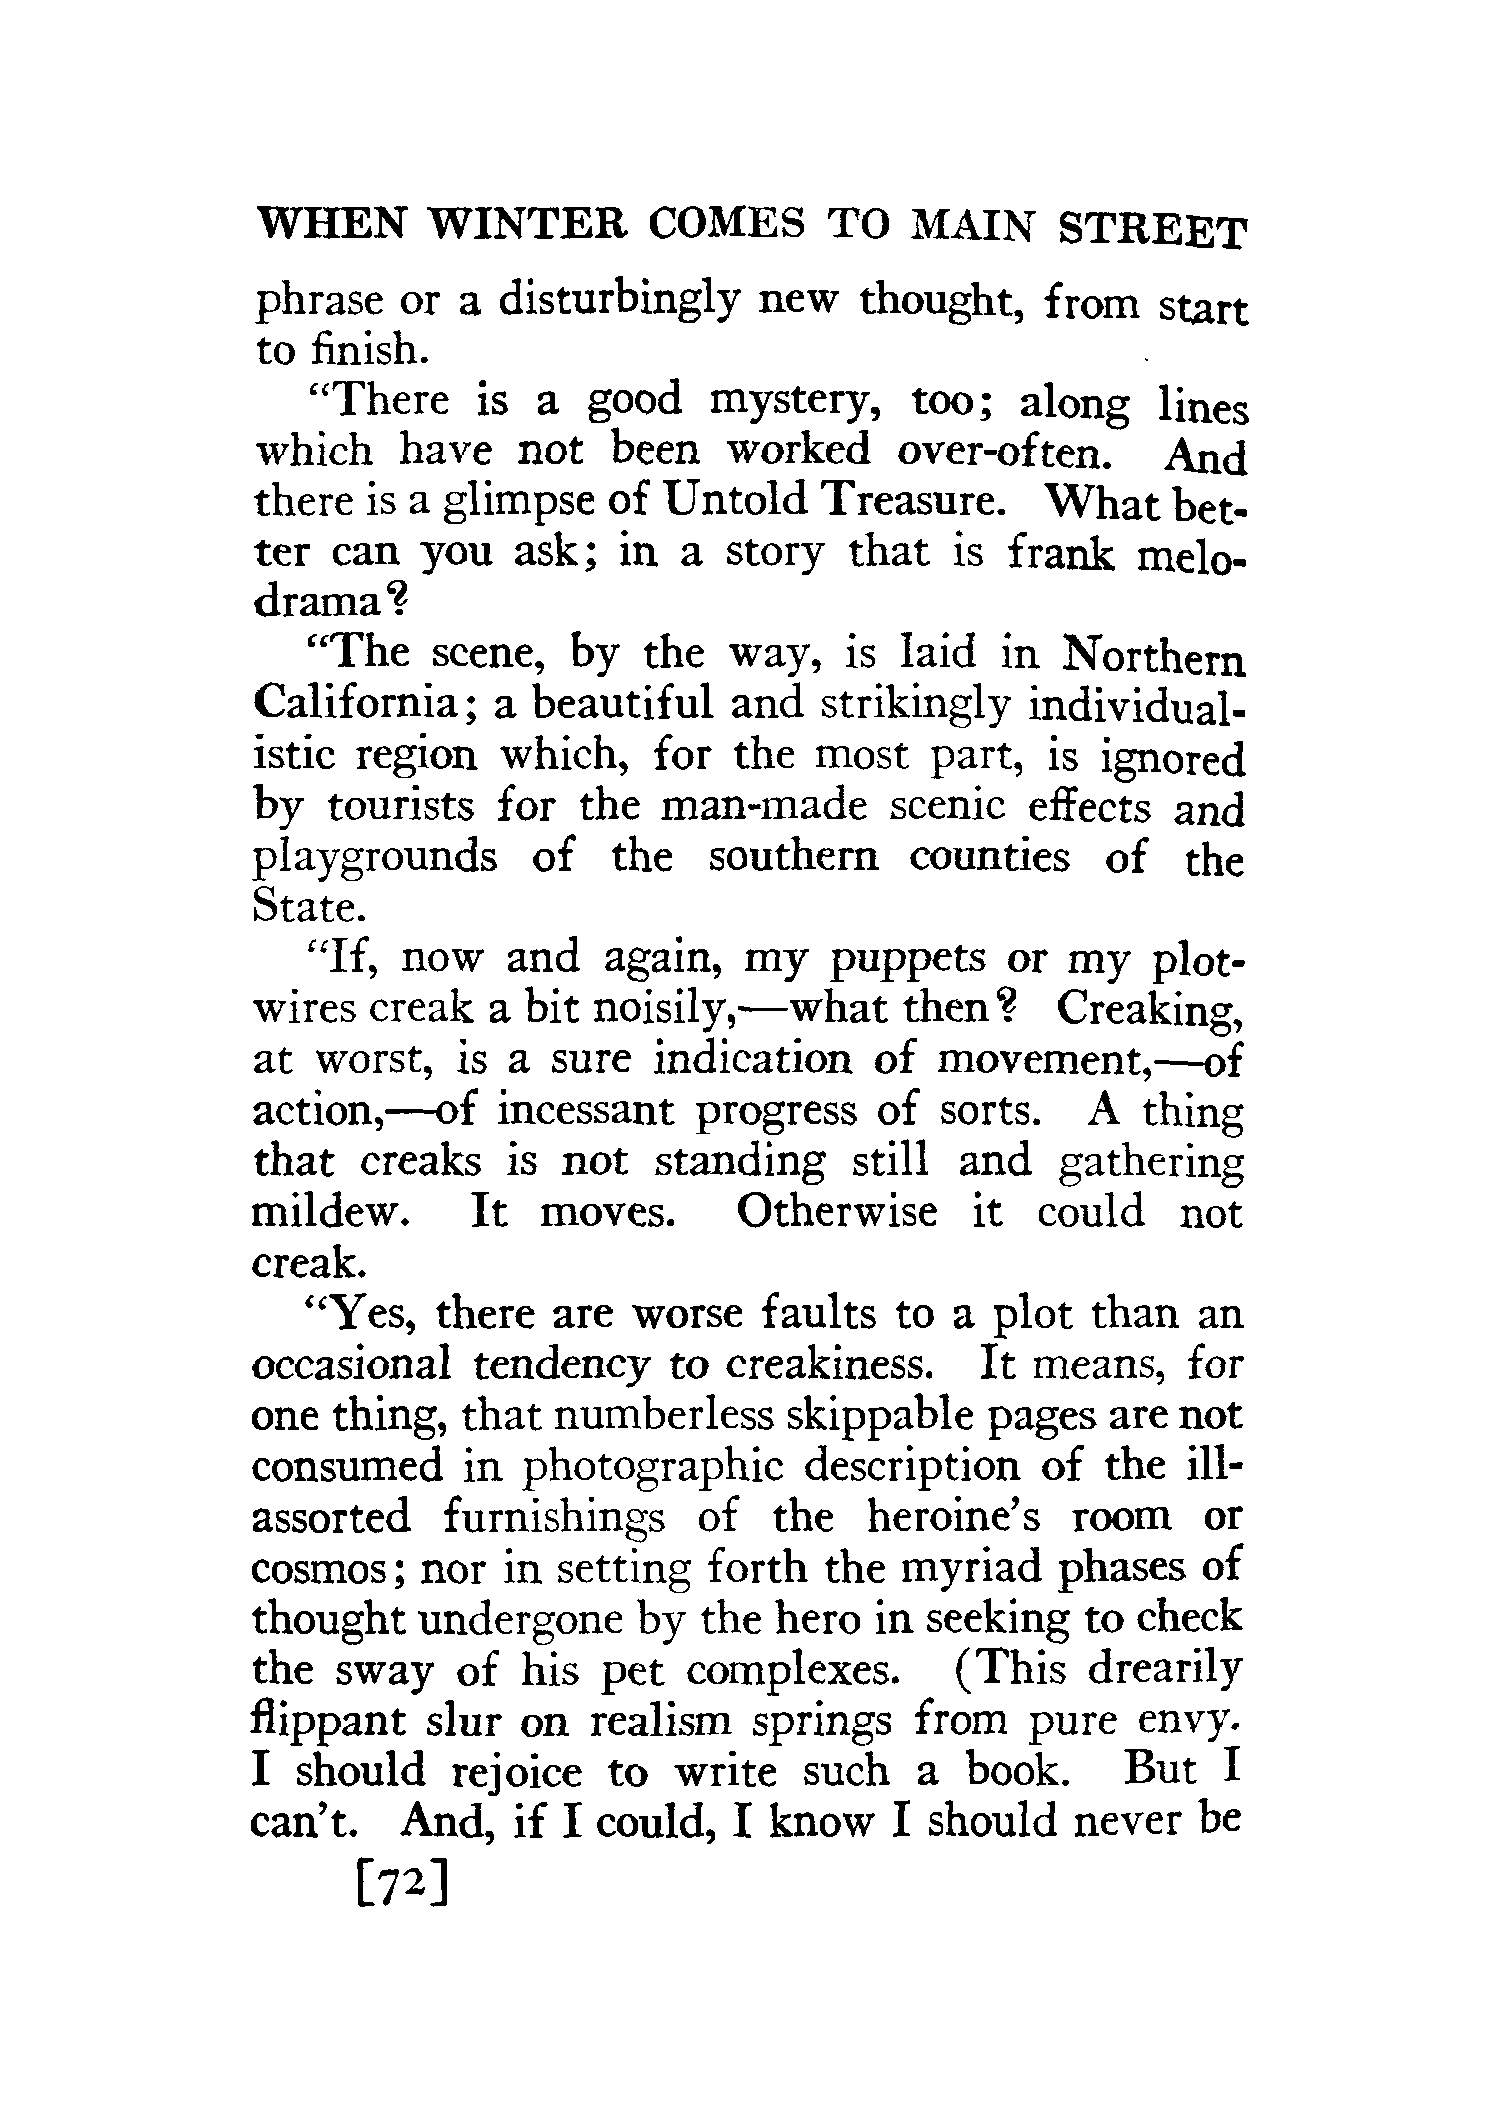 WHEN WINTER COMES TO MAIN STREET
phrase or a disturbingly new thought, from start
to finish.
“There is a good mystery, too; along lines
which have not been worked over-often. And
there is a glimpse of Untold Treasure. What bet-
ter can you ask; in a story that is frank melo-
drama?
“The scene, by the way, is laid in Northern
California; a beautiful and strikingly individual-
istic region which, for the most part, is ignored
by tourists for the man-made scenic effects and
playgrounds of the southern counties of the
State.
“If, now and again, my puppets or my plot-
wires creak a bit noisily,—what then? Creaking,
at worst, is a sure indication of movement,—of
action,—of incessant progress of sorts. A thing
that creaks is not standing still and gathering
mildew. It moves. Otherwise it could not
creak.
“Yes, there are worse faults to a plot than an
occasional tendency to creakiness. It means, for
one thing, that numberless skippable pages are not
consumed in photographic description of the ill-
assorted furnishings of the heroine’s room or
cosmos; nor in setting forth the myriad phases of
thought undergone by the hero in seeking to check
the sway of his pet complexes. (This drearily
flippant slur on realism springs from pure envy.
I should rejoice to write such a book. But I
can’t. And, if I could, I know I should never be
[72]